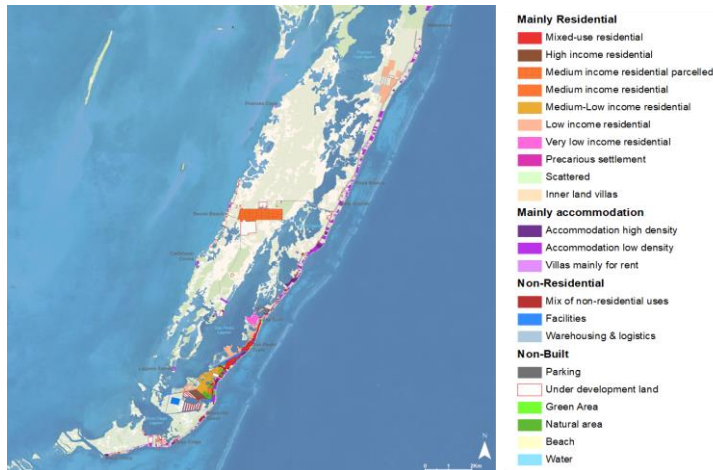 Mainly Residential
Mixed-use residential
High income residential
Medium income residential parcelled
Medium income residential
Medium-Low income residential
Low income residential
Very low income residential
Precarious settlement
Scattered
Inner land villas
Mainly accommodation
Accommodation high density
Accommodation low density
Villas mainly for rent
Non-Residential
Mix of non-residential uses
Facilities
Warehousing & logistics
Non-Built
Parking
Under development land
Green Area
Natural area
Beach
Water
N